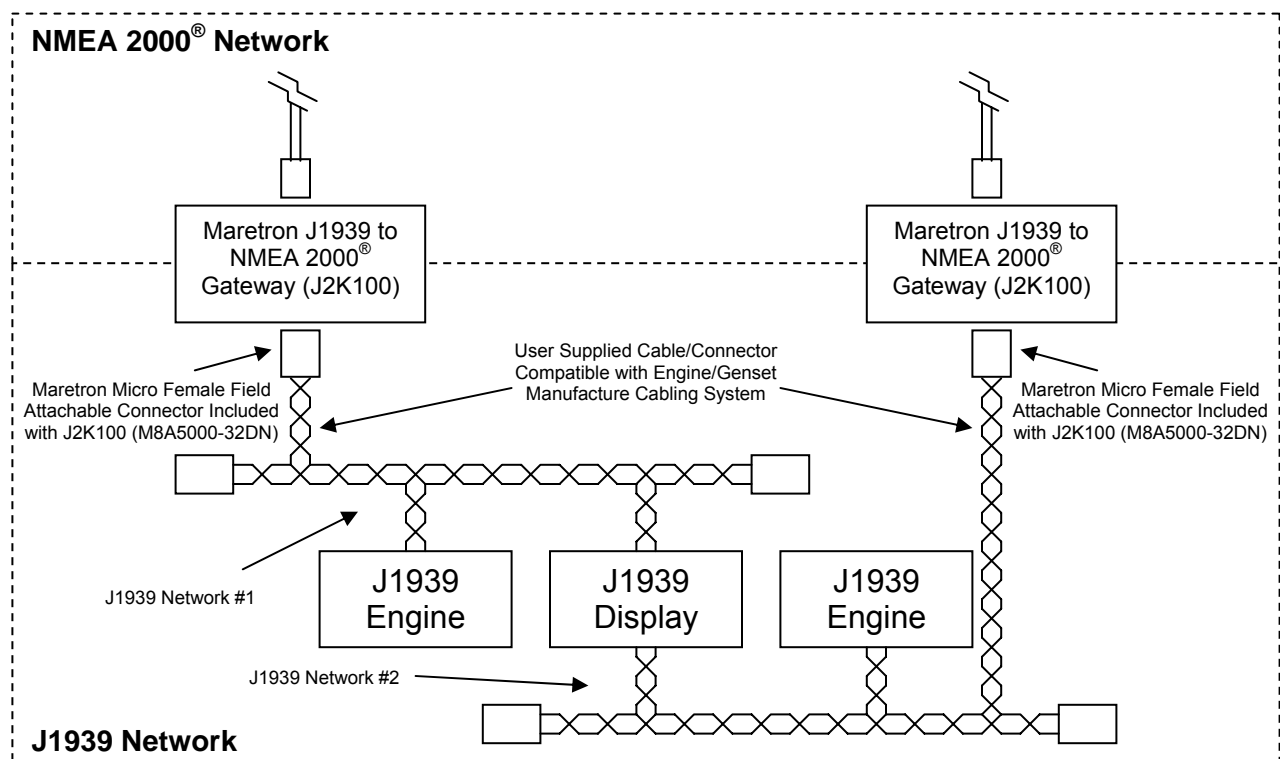 NMEA 2000® Network
Maretron J1939 to
NMEA 2000®
Gateway (J2K100)
Maretron J1939 to
NMEA 2000®
Gateway (J2K100)
Maretron Micro Female Field
Attachable Connector Included
with J2K100 (M8A5000-32DN)
User Supplied Cable/Connector
Compatible with Engine/Genset
Manufacture Cabling System
Maretron Micro Female Field
Attachable Connector Included
with J2K100 (M8A5000-32DN)
J1939 Network #1
J1939
Engine
J1939
Display
J1939
Engine
J1939 Network #2
J1939 Network